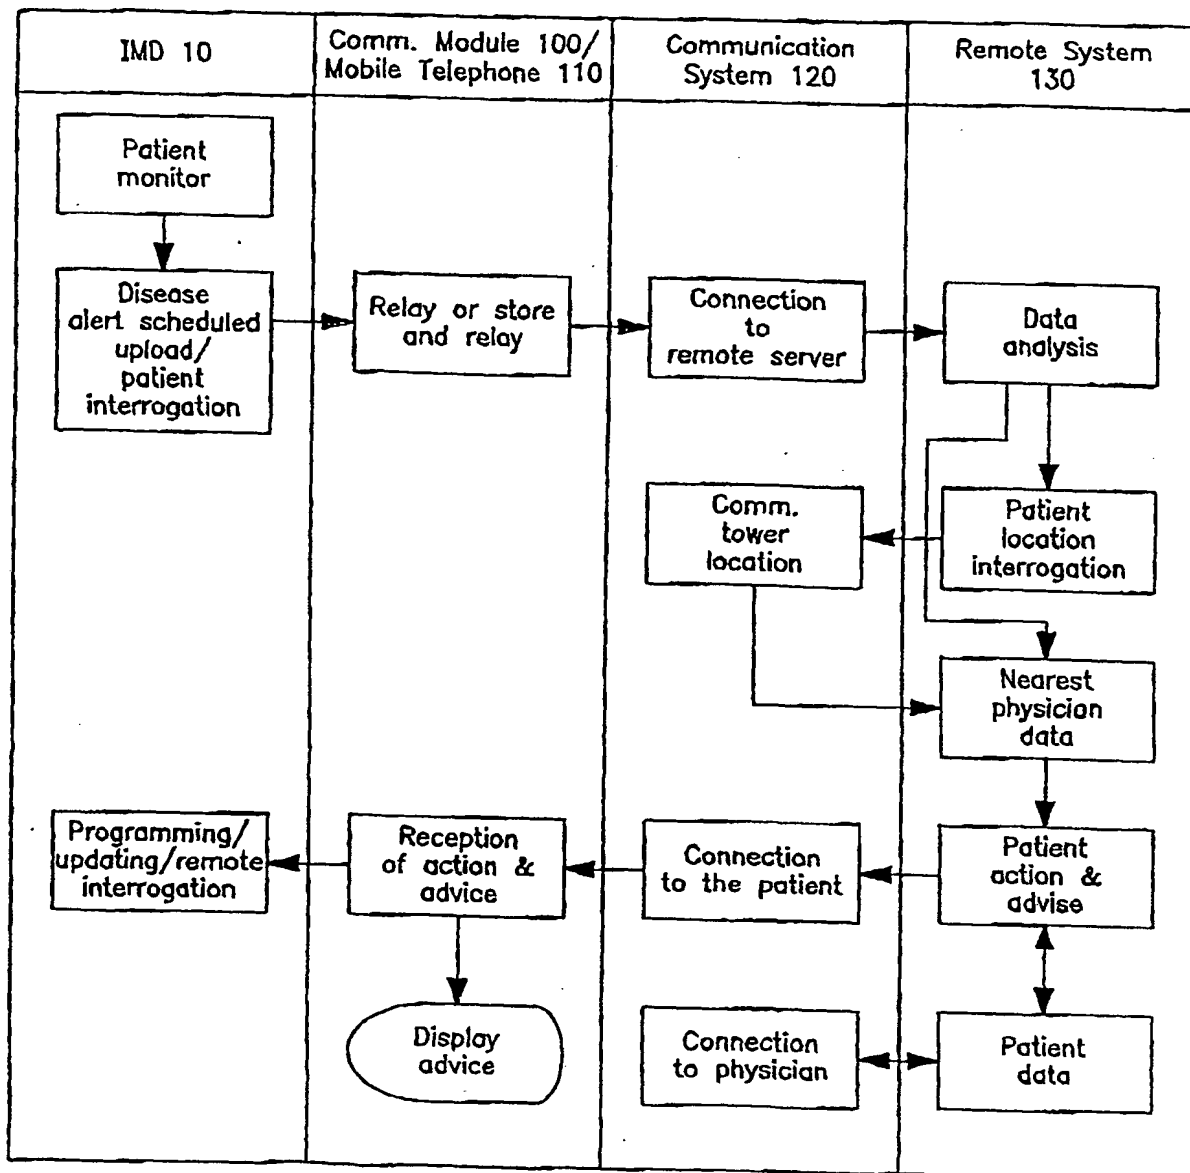 IMD 10
Comm. Module 100/
Mobile Telephone 110
Communication
System 120
Remote System
130
Patient
monitor
Disease
alert scheduled
upload/
patient
interrogation
Relay or store
and relay
Connection
to
remote server
Data
analysis
Comm.
tower
location
Patient
location
interrogation
Nearest
physician
data
Programming/
updating/remote
interrogation
Reception
of action &
advice
Connection
to the patient
Patient
action &
advise
Display
advice
Connection
to physician
Patient
data